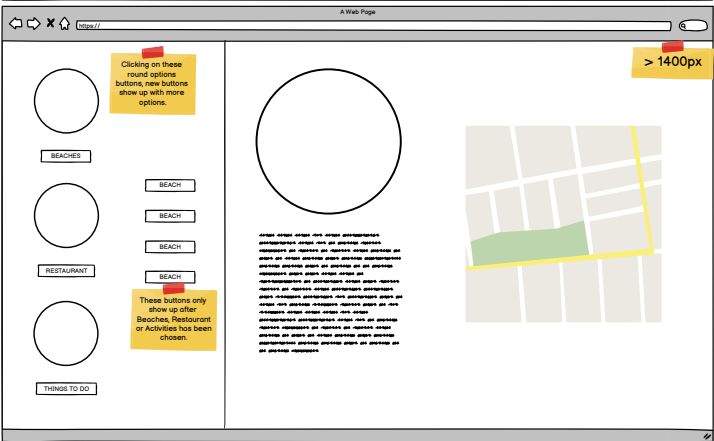 A Web Page
https://
Clicking on these
round options
buttons, new buttons
show up with more
options.
> 1400px
BEACHES
BEACH
BEACH
BEACH
BEACH
RESTAURANT
These buttons only
show up after
Beaches, Restaurant
or Activities has been
chosen.
THINGS TO DO